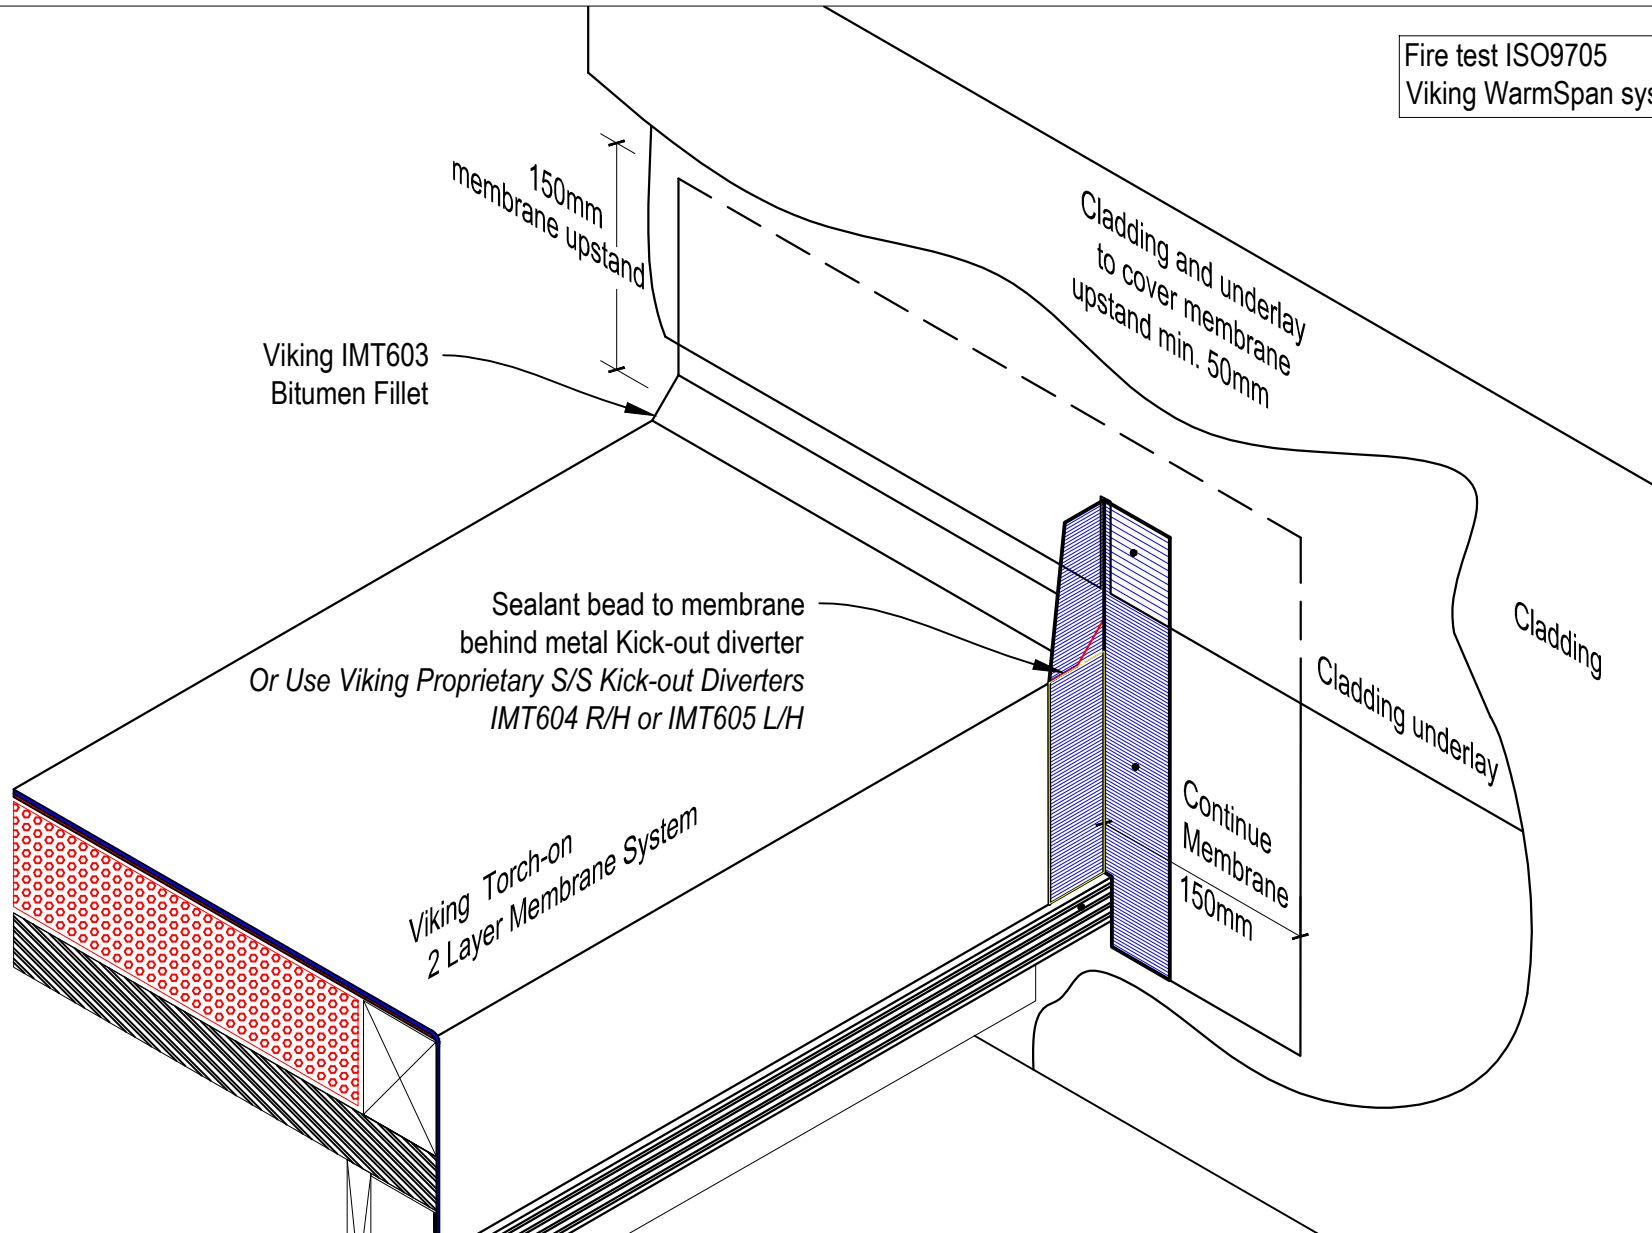 Fire test ISO9705
Viking WarmSpan
150mm
membrane upstand
Cladding and underlay
to cover membrane
upstand min. 50mm
Viking IMT603
Bitumen Fillet
Sealant bead to membrane
behind metal Kick-out diverter
Or Use Viking Proprietary S/S Kick-out Diverters
IMT604 R/H or IMT605 L/H
Cladding
Cladding underlay
Continue
Membrane
150mm
Viking Torch-on
2 Layer Membrane System